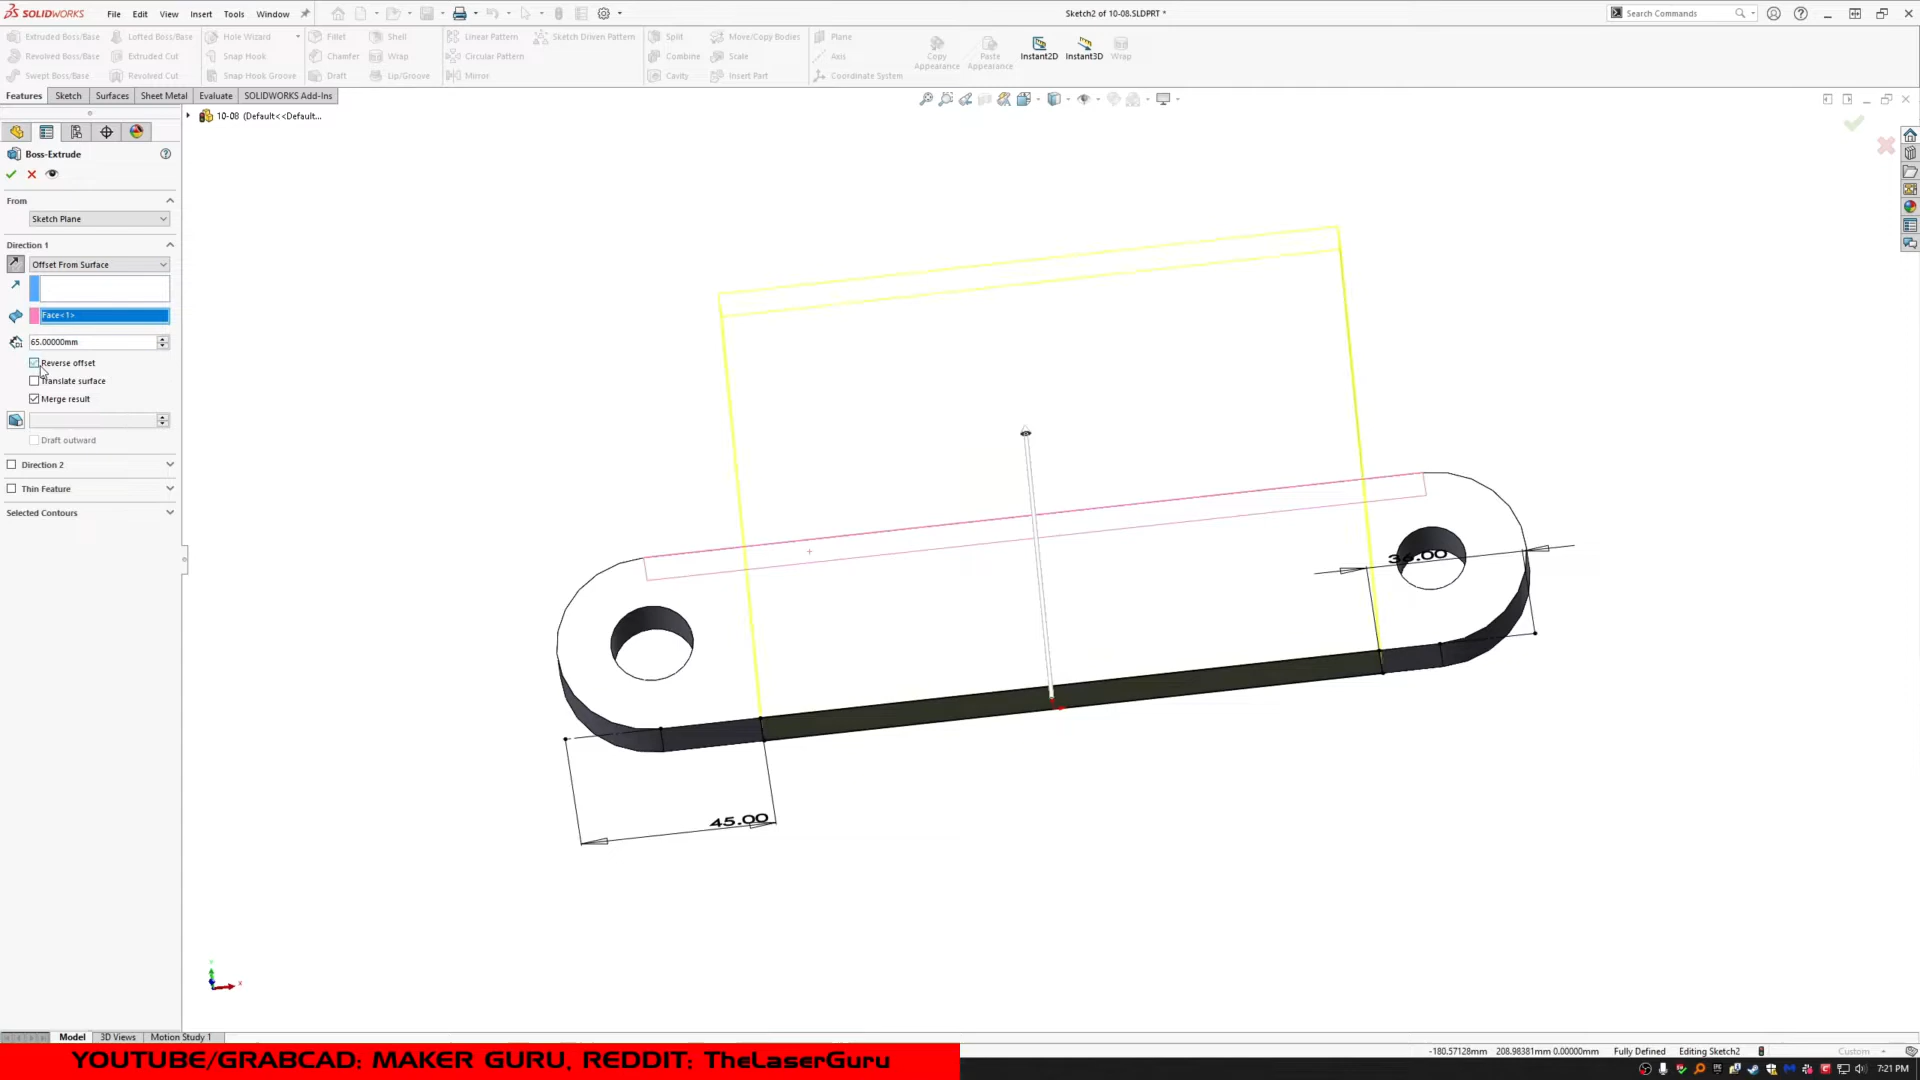 SOLIDWORKS File Edit View Insert Tools Window Sketch2 of 10-08.SLDPRT * Search Commands
Extruded Boss/Base Lofted Boss/Base Hole Wizard Fillet Shell Linear Pattern Sketch Driven Pattern Split Move/Copy Bodies Plane
Revolved Boss/Base Extruded Cut Snap Hook Chamfer Wrap Circular Pattern Combine Scale Axis Copy Appearance Paste Appearance Instant2D Instant3D Wrap
Swept Boss/Base Revolved Cut Snap Hook Groove Draft Lip/Groove Mirror Cavity Insert Part Coordinate System
Features Sketch Surfaces Sheet Metal Evaluate SOLIDWORKS Add-Ins
10-08 (Default<<Default...
Boss-Extrude
From
Sketch Plane
Direction 1
Offset From Surface
Face<1>
65.00000mm
Reverse offset
Translate surface
Merge result
Draft outward
Direction 2
Thin Feature
Selected Contours
36.00
45.00
x
Model 3D Views Motion Study 1
-180.57128mm 208.98381mm 0.00000mm Fully Defined Editing Sketch2 Custom
YOUTUBE/GRABCAD: MAKER GURU, REDDIT: TheLaserGuru
7:21 PM